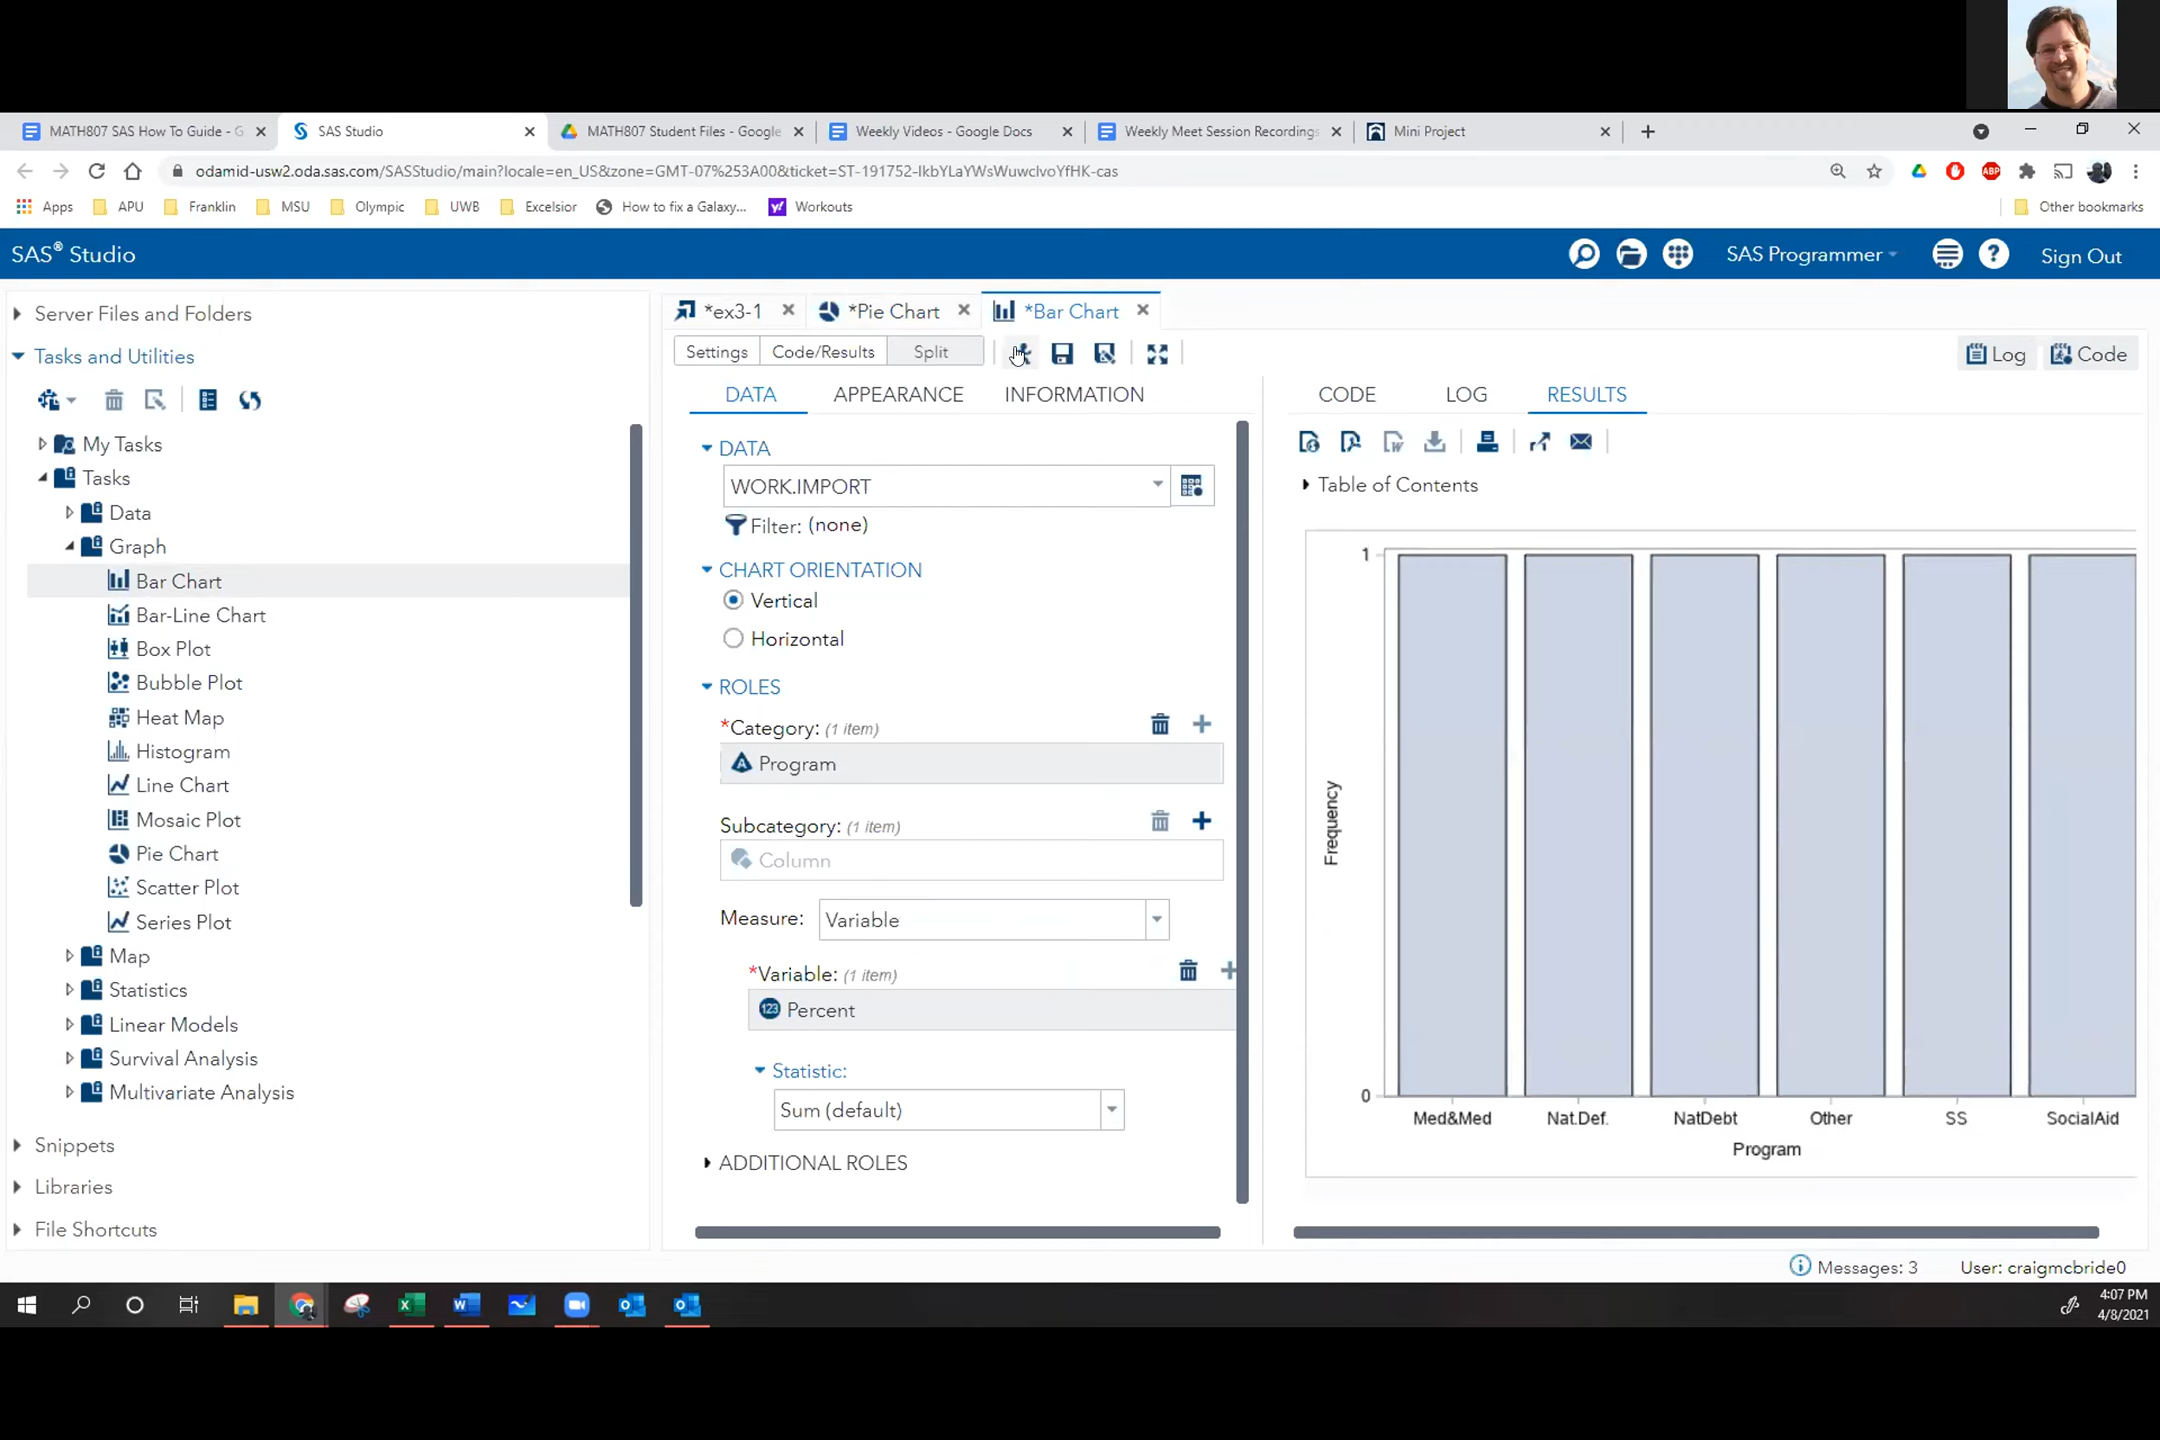 MATH807 SAS How To Guide - G
SAS Studio
MATH807 Student Files - Google
Weekly Videos - Google Docs
Weekly Meet Session Recordings
Mini Project
odamid-usw2.oda.sas.com/SASStudio/main?locale=en_US&zone=GMT-07%253A00&ticket=ST-191752-IkbYLaYWsWuwclvoYfHK-cas
ABP
Apps
APU
Franklin
MSU
Olympic
UWB
Excelsior
How to fix a Galaxy...
Workouts
Other bookmarks
SAS® Studio
SAS Programmer
Sign Out
Server Files and Folders
Tasks and Utilities
My Tasks
Tasks
Data
Graph
Bar Chart
Bar-Line Chart
Box Plot
Bubble Plot
Heat Map
Histogram
Line Chart
Mosaic Plot
Pie Chart
Scatter Plot
Series Plot
Map
Statistics
Linear Models
Survival Analysis
Multivariate Analysis
Snippets
Libraries
File Shortcuts
*ex3-1
*Pie Chart
*Bar Chart
Settings
Code/Results
Split
Log
Code
DATA
APPEARANCE
INFORMATION
DATA
WORK.IMPORT
Filter: (none)
CHART ORIENTATION
Vertical
Horizontal
ROLES
*Category: (1 item)
Program
Subcategory: (1 item)
Column
Measure: Variable
*Variable: (1 item)
123 Percent
Statistic:
Sum (default)
ADDITIONAL ROLES
CODE
LOG
RESULTS
Table of Contents
1
Frequency
0
Med&Med
Nat.Def.
NatDebt
Other
SS
SocialAid
Program
Messages: 3
User: craigmcbride0
4:07 PM
4/8/2021